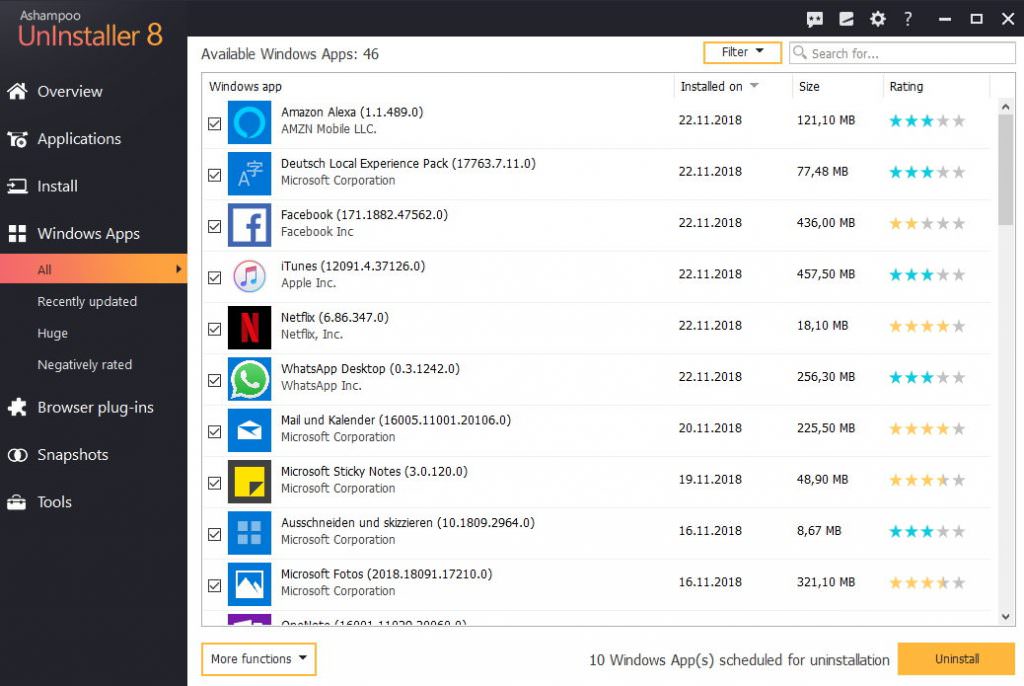 Ashampoo
UnInstaller 8
?
Overview
Applications
Install
Windows Apps
All
Recently updated
Huge
Negatively rated
Browser plug-ins
Snapshots
Tools
Available Windows Apps: 46
Filter
Search for...
Windows app Installed on Size Rating
Amazon Alexa (1.1.489.0)
AMZN Mobile LLC.
22.11.2018 121,10 MB
Deutsch Local Experience Pack (17763.7.11.0)
Microsoft Corporation
22.11.2018 77,48 MB
Facebook (171.1882.47562.0)
Facebook Inc
22.11.2018 436,00 MB
iTunes (12091.4.37126.0)
Apple Inc.
22.11.2018 457,50 MB
Netflix (6.86.347.0)
Netflix, Inc.
22.11.2018 18,10 MB
WhatsApp Desktop (0.3.1242.0)
WhatsApp Inc.
22.11.2018 256,30 MB
Mail und Kalender (16005.11001.20106.0)
Microsoft Corporation
20.11.2018 225,50 MB
Microsoft Sticky Notes (3.0.120.0)
Microsoft Corporation
19.11.2018 48,90 MB
Ausschneiden und skizzieren (10.1809.2964.0)
Microsoft Corporation
16.11.2018 8,67 MB
Microsoft Fotos (2018.18091.17210.0)
Microsoft Corporation
16.11.2018 321,10 MB
OneNote
More functions
10 Windows App(s) scheduled for uninstallation
Uninstall